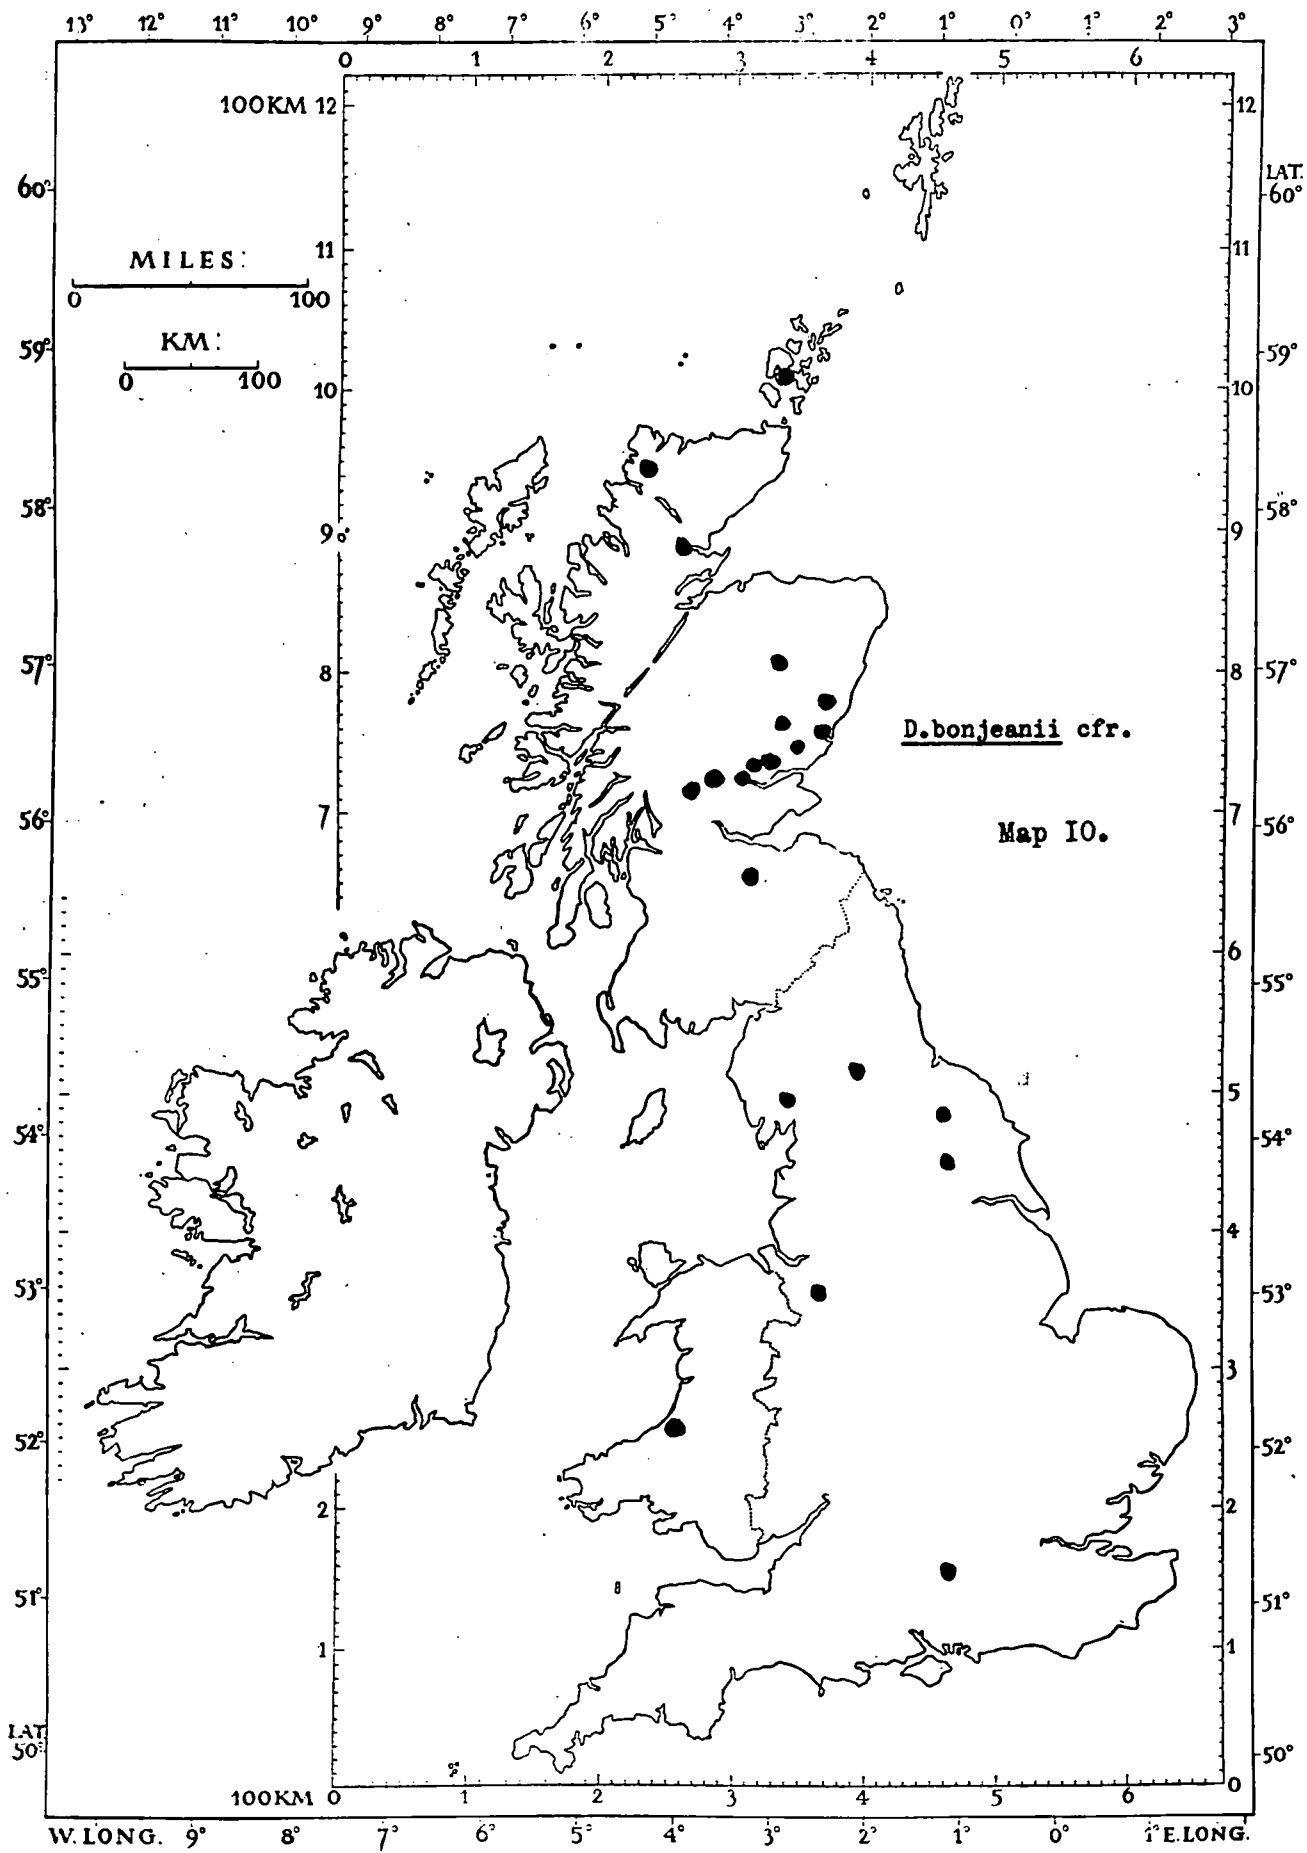 13° 12° 11° 10° 9° 8° 7° 6° 5° 4° 3° 2° 1° 0° 1° 2° 3°
0 1 2 3 4 5 6
100KM 12 12
LAT.
60° 60°
11 11
MILES:
0 100
KM:
0 100
59° 59°
10 10
58° 58°
9 9
57° 57°
8 8
D.bonjeanii cfr.
7 7
56° 56°
Map IO.
6
55° 55°
5
54° 54°
4
53° 53°
3
52° 52°
2 2
51° 51°
1 1
LAT.
50° 50°
100KM 0 1 2 3 4 5 6 0
W.LONG. 9° 8° 7° 6° 5° 4° 3° 2° 1° 0° 1° E.LONG.